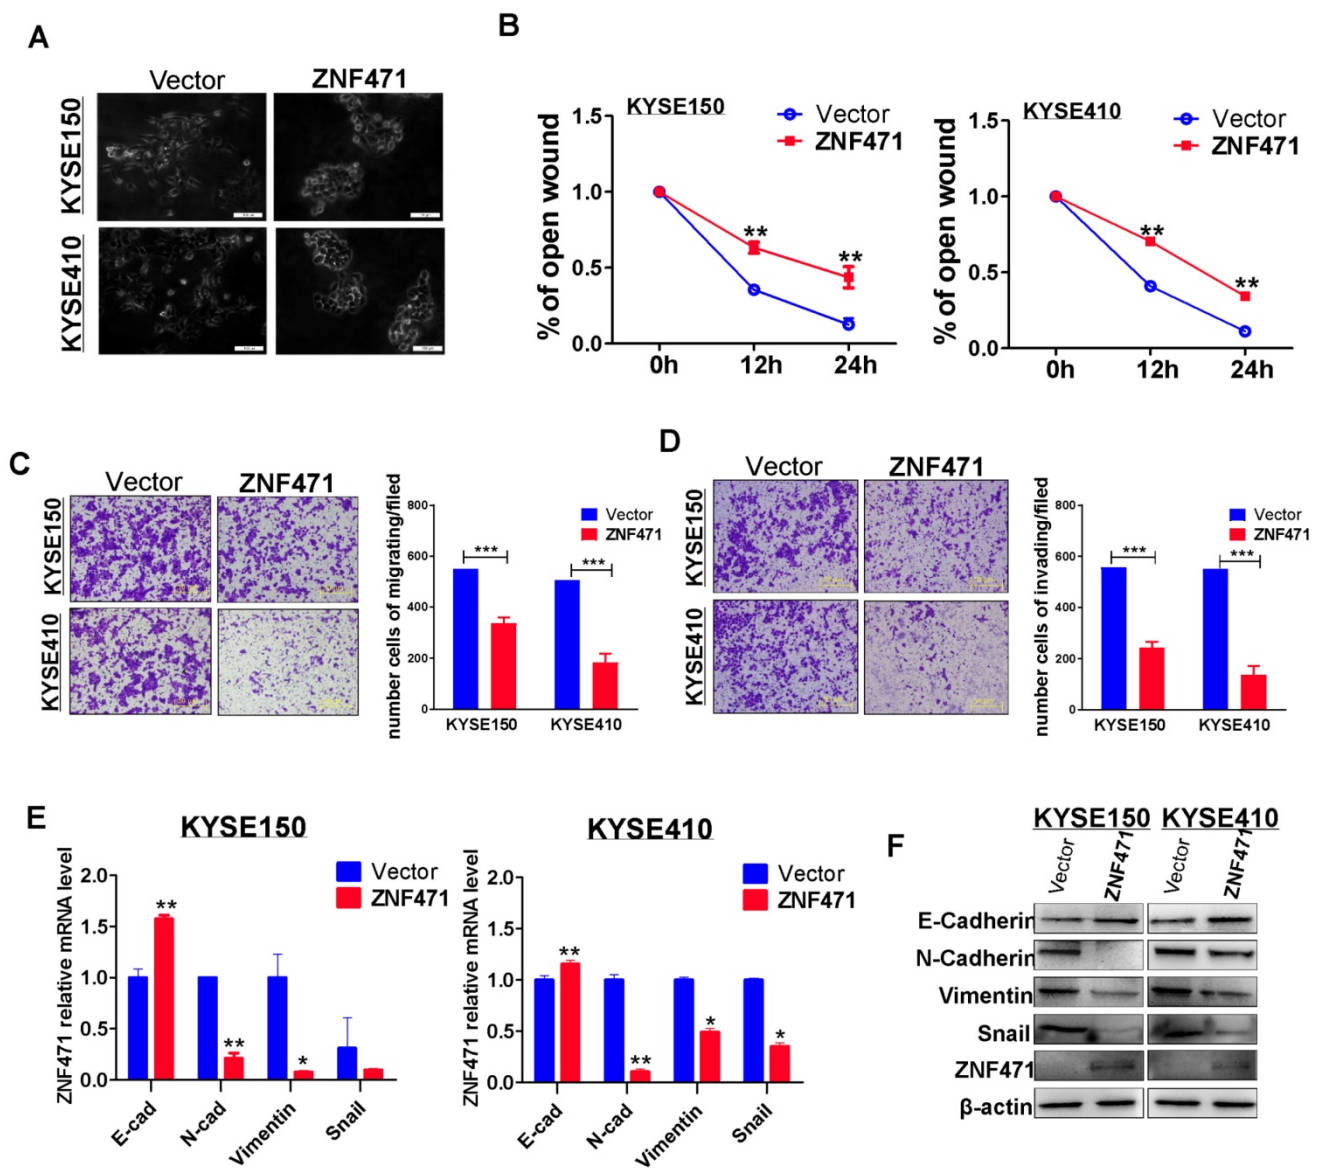 A
Vector ZNF471
KYSE150
KYSE410
B
KYSE150
Vector
ZNF471
% of open wound
1.5
1.0
0.5
0.0
**
**
0h 12h 24h
KYSE410
Vector
ZNF471
% of open wound
1.5
1.0
0.5
0.0
**
**
0h 12h 24h
C
Vector ZNF471
KYSE150
KYSE410
number cells of migrating/filed
800
600
400
200
0
Vector
ZNF471
***
***
KYSE150 KYSE410
D
Vector ZNF471
KYSE150
KYSE410
number cells of invading/filed
800
600
400
200
0
Vector
ZNF471
***
***
KYSE150 KYSE410
E
KYSE150
Vector
ZNF471
ZNF471 relative mRNA level
2.0
1.5
1.0
0.5
0.0
**
**
*
E-cad N-cad Vimentin Snail
KYSE410
Vector
ZNF471
ZNF471 relative mRNA level
2.0
1.5
1.0
0.5
0.0
**
**
*
*
E-cad N-cad Vimentin Snail
F
KYSE150 KYSE410
Vector ZNF471 Vector ZNF471
E-Cadherin
N-Cadherin
Vimentin
Snail
ZNF471
β-actin